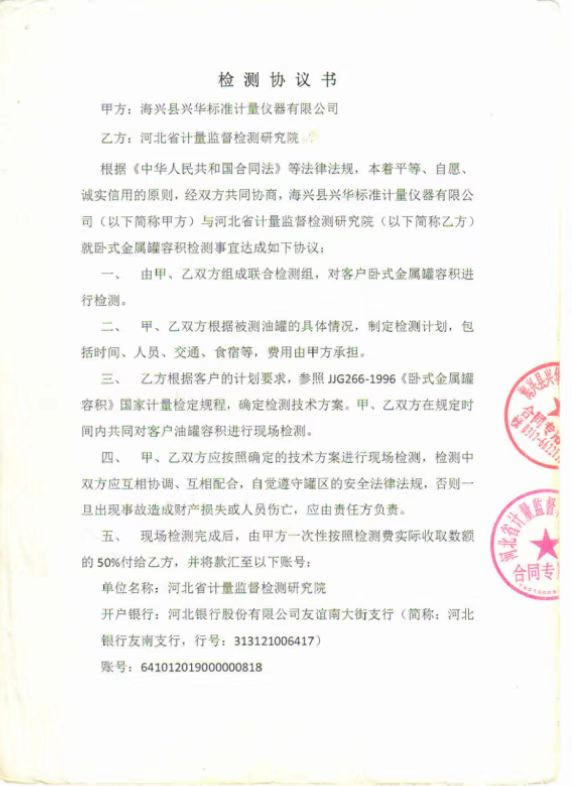 检测协议书
甲方：海兴县兴华标准计量仪器有限公司
乙方：河北省计量监督检测研究院
根据《中华人民共和国合同法》等法律法规，本着平等、自愿、
诚实信用的原则，经双方共同协商，海兴县兴华标准计量仪器有限公
司（以下简称甲方）与河北省计量监督检测研究院（以下简称乙方）
就卧式金属罐容积检测事宜达成如下协议：
一、 由甲、乙双方组成联合检测组，对客户卧式金属罐容积进
行检测。
二、 甲、乙双方根据被测油罐的具体情况，制定检测计划，包
括时间、人员、交通、食宿等，费用由甲方承担。
三、 乙方根据客户的计划要求，参照 JJG266-1996《卧式金属罐
容积》国家计量检定规程，确定检测技术方案。甲、乙双方在规定时
间内共同对客户油罐容积进行现场检测。
四、 甲、乙双方应按照确定的技术方案进行现场检测，检测中
双方应互相协调、互相配合，自觉遵守罐区的安全法律法规，否则一
旦出现事故造成财产损失或人员伤亡，应由责任方负责。
五、 现场检测完成后，由甲方一次性按照检测费实际收取数额
的 50%付给乙方，并将款汇至以下账号：
单位名称：河北省计量监督检测研究院
开户银行：河北银行股份有限公司友谊南大街支行（简称：河北
银行友南支行，行号：313121006417）
账号：641012019000000818
海兴县兴华
合同专
河北省计量监督
合同专